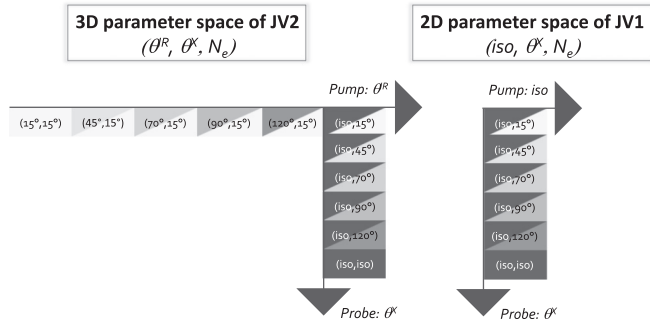 3D parameter space of JV2
(θᴵᴿ, θˣ, Nₑ)
2D parameter space of JV1
(iso, θˣ, Nₑ)
Pump: θᴵᴿ
Pump: iso
(15°,15°) (45°,15°) (70°,15°) (90°,15°) (120°,15°) (iso,15°) (iso,15°)
(iso,45°) (iso,45°)
(iso,70°) (iso,70°)
(iso,90°) (iso,90°)
(iso,120°) (iso,120°)
(iso,iso) (iso,iso)
Probe: θˣ
Probe: θˣ